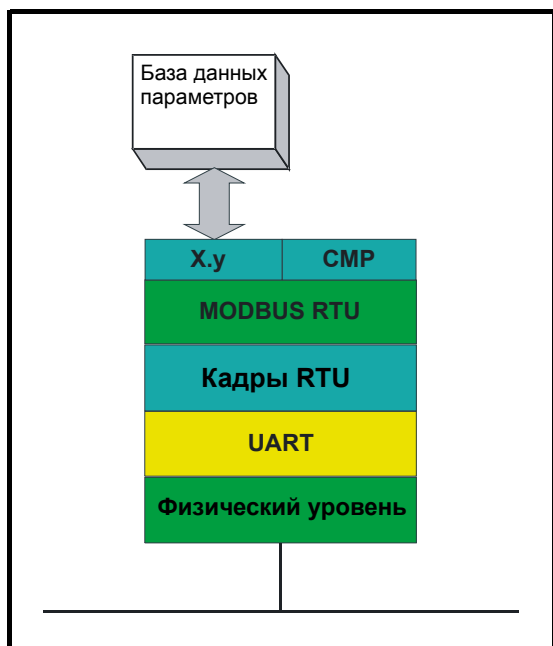 База данных
параметров
X.y
CMP
MODBUS RTU
Кадры RTU
UART
Физический уровень